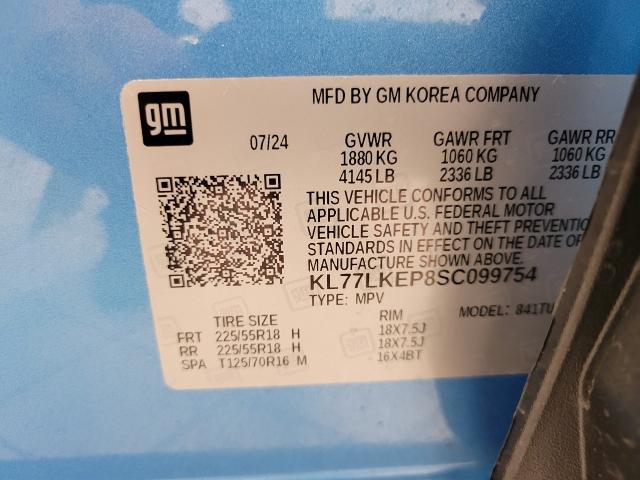 gm
MFD BY GM KOREA COMPANY
07/24 GVWR GAWR FRT GAWR RR
1880 KG 1060 KG 1060 KG
4145 LB 2336 LB 2336 LB
THIS VEHICLE CONFORMS TO ALL
APPLICABLE U.S. FEDERAL MOTOR
VEHICLE SAFETY AND THEFT PREVENTIO
STANDARDS IN EFFECT ON THE DATE OF
MANUFACTURE SHOWN ABOVE.
KL77LKEP8SC099754
TYPE: MPV MODEL: 841TU
TIRE SIZE RIM
FRT 225/55R18 H 18X7.5J
RR 225/55R18 H 18X7.5J
SPA T125/70R16 M 16X4BT